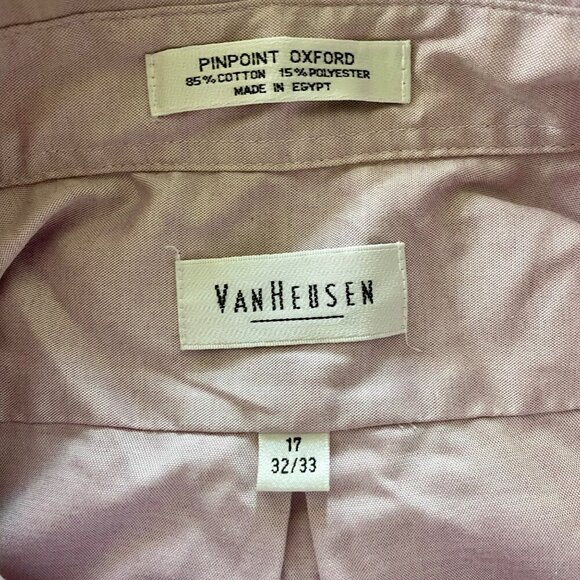 PINPOINT OXFORD
85% COTTON 15% POLYESTER
MADE IN EGYPT
VANHEUSEN
17
32/33